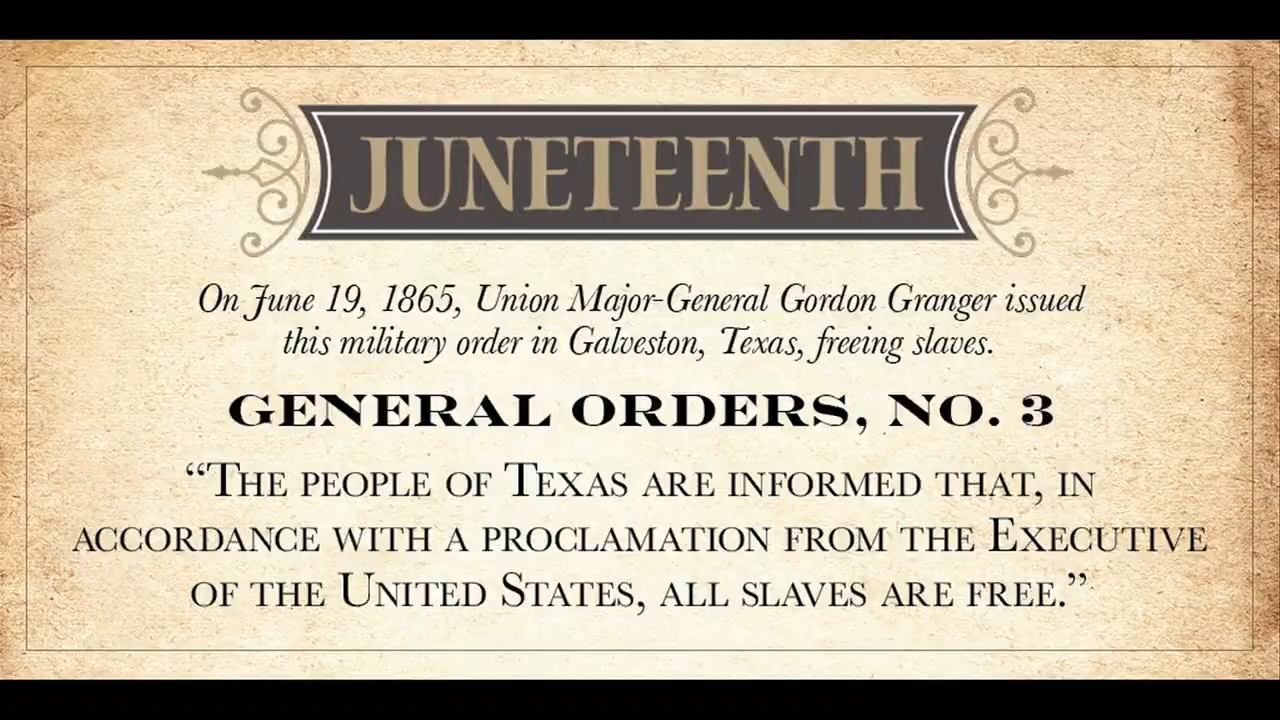 JUNETEENTH
On June 19, 1865, Union Major-General Gordon Granger issued
this military order in Galveston, Texas, freeing slaves.
GENERAL ORDERS, NO. 3
“The people of Texas are informed that, in
accordance with a proclamation from the Executive
of the United States, all slaves are free.”